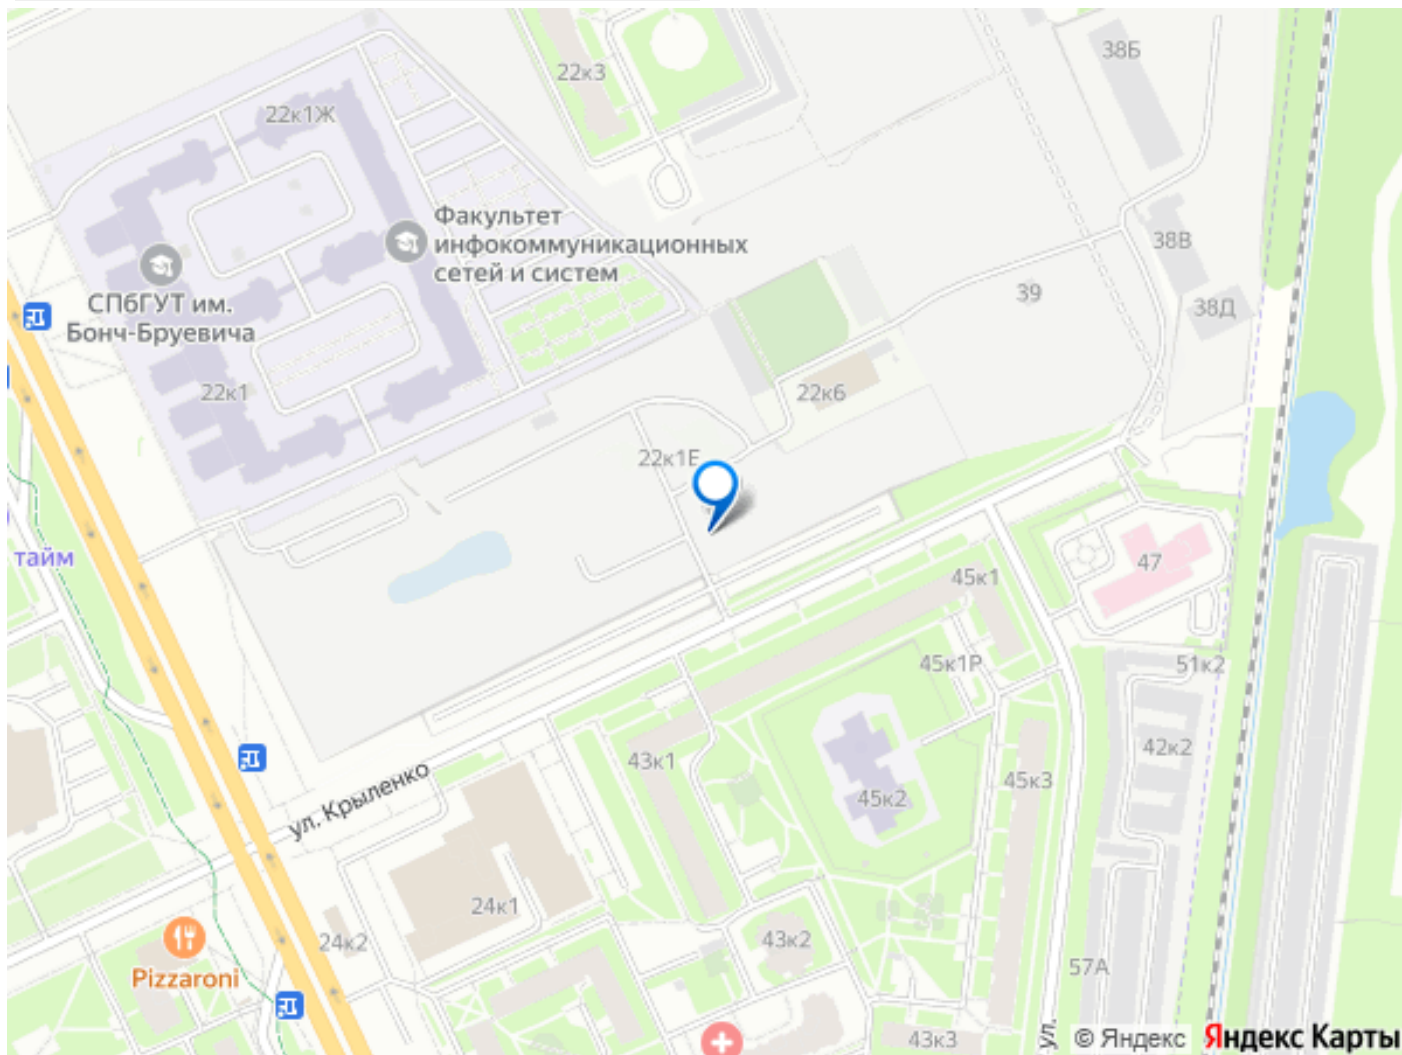 38Б
22к3
22к1Ж
Факультет
инфокоммуникационных
сетей и систем
38В
СПбГУТ им.
Бонч-Бруевича
39
38Д
22к1
22к6
22к1Е
тайм
47
45к1
45к1Р
51к2
43к1
42к2
45к3
ул. Крыленко
45к2
24к1
24к2
43к2
Pizzaroni
57А
43к3
ул.
© Яндекс
Яндекс Карты